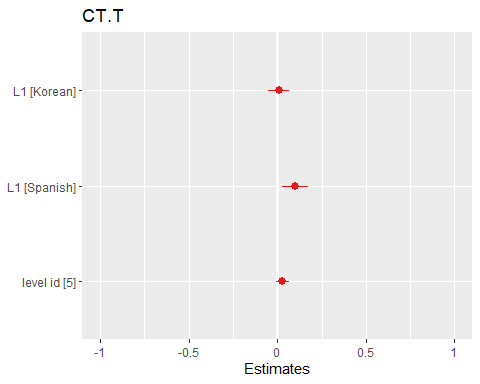 CT.T
L1 [Korean]
L1 [Spanish]
level id [5]
-1 -0.5 0 0.5 1
Estimates